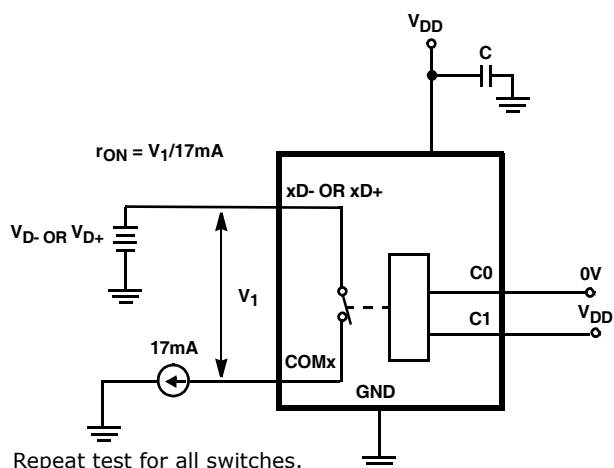 VDD
C
rON = V1/17mA
xD- OR xD+
VD- OR VD+
V1
C0
0V
C1
VDD
17mA
COMx
GND
Repeat test for all switches.